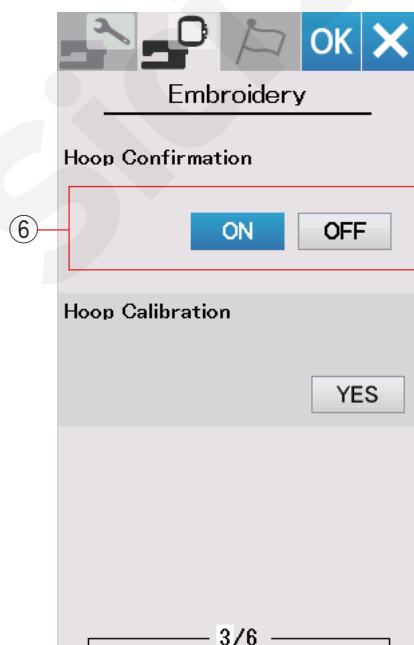 OK X
Embroidery
Hoop Confirmation
⑥
ON OFF
Hoop Calibration
YES
3/6